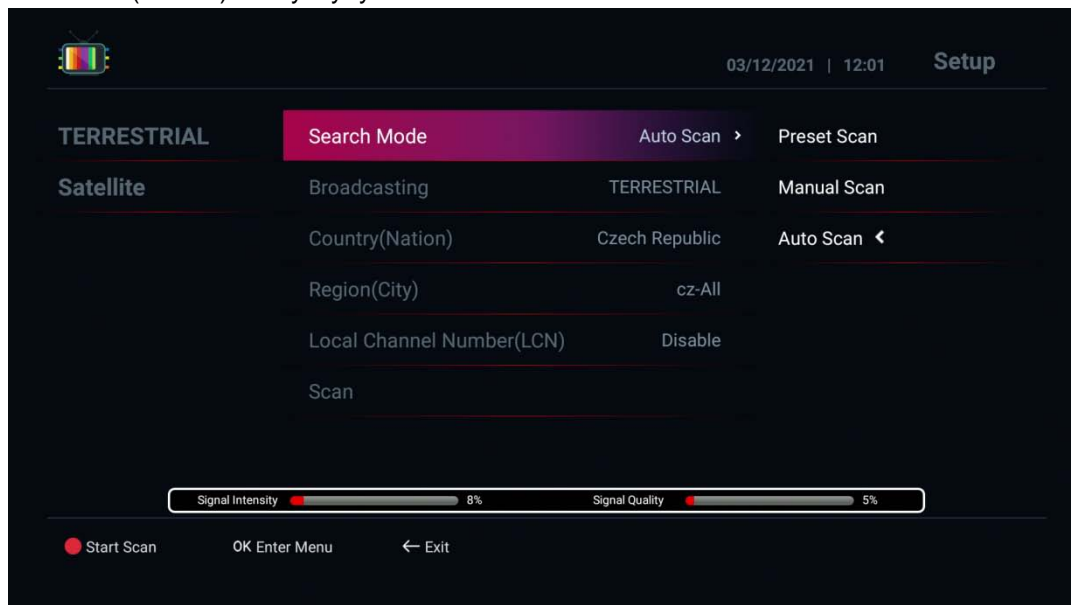 03/12/2021 | 12:01 Setup
TERRESTRIAL
Satellite
Search Mode Auto Scan ›
Broadcasting TERRESTRIAL
Country(Nation) Czech Republic
Region(City) cz-All
Local Channel Number(LCN) Disable
Scan
Preset Scan
Manual Scan
Auto Scan
Signal Intensity 8% Signal Quality 5%
Start Scan OK Enter Menu ← Exit